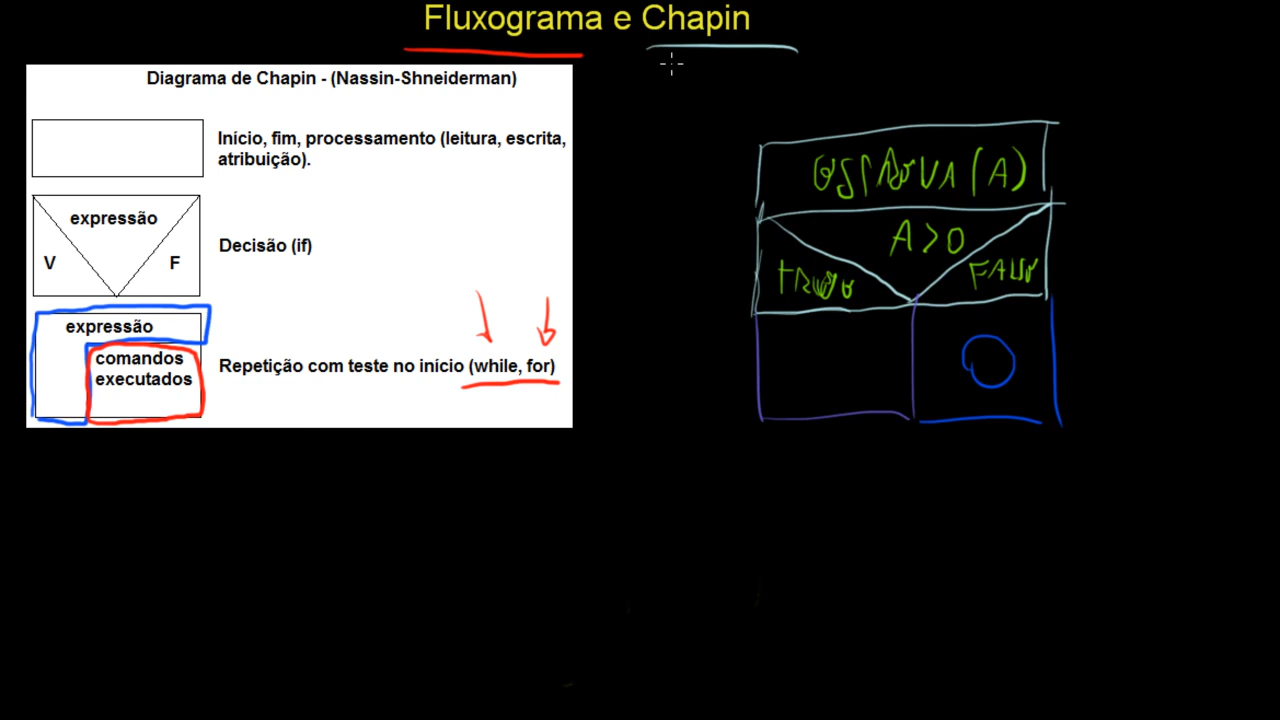 Fluxograma e Chapin
Diagrama de Chapin - (Nassin-Shneiderman)
Início, fim, processamento (leitura, escrita,
atribuição).
expressão
V
F
Decisão (if)
expressão
comandos
executados
Repetição com teste no início (while, for)
(A)
A>0